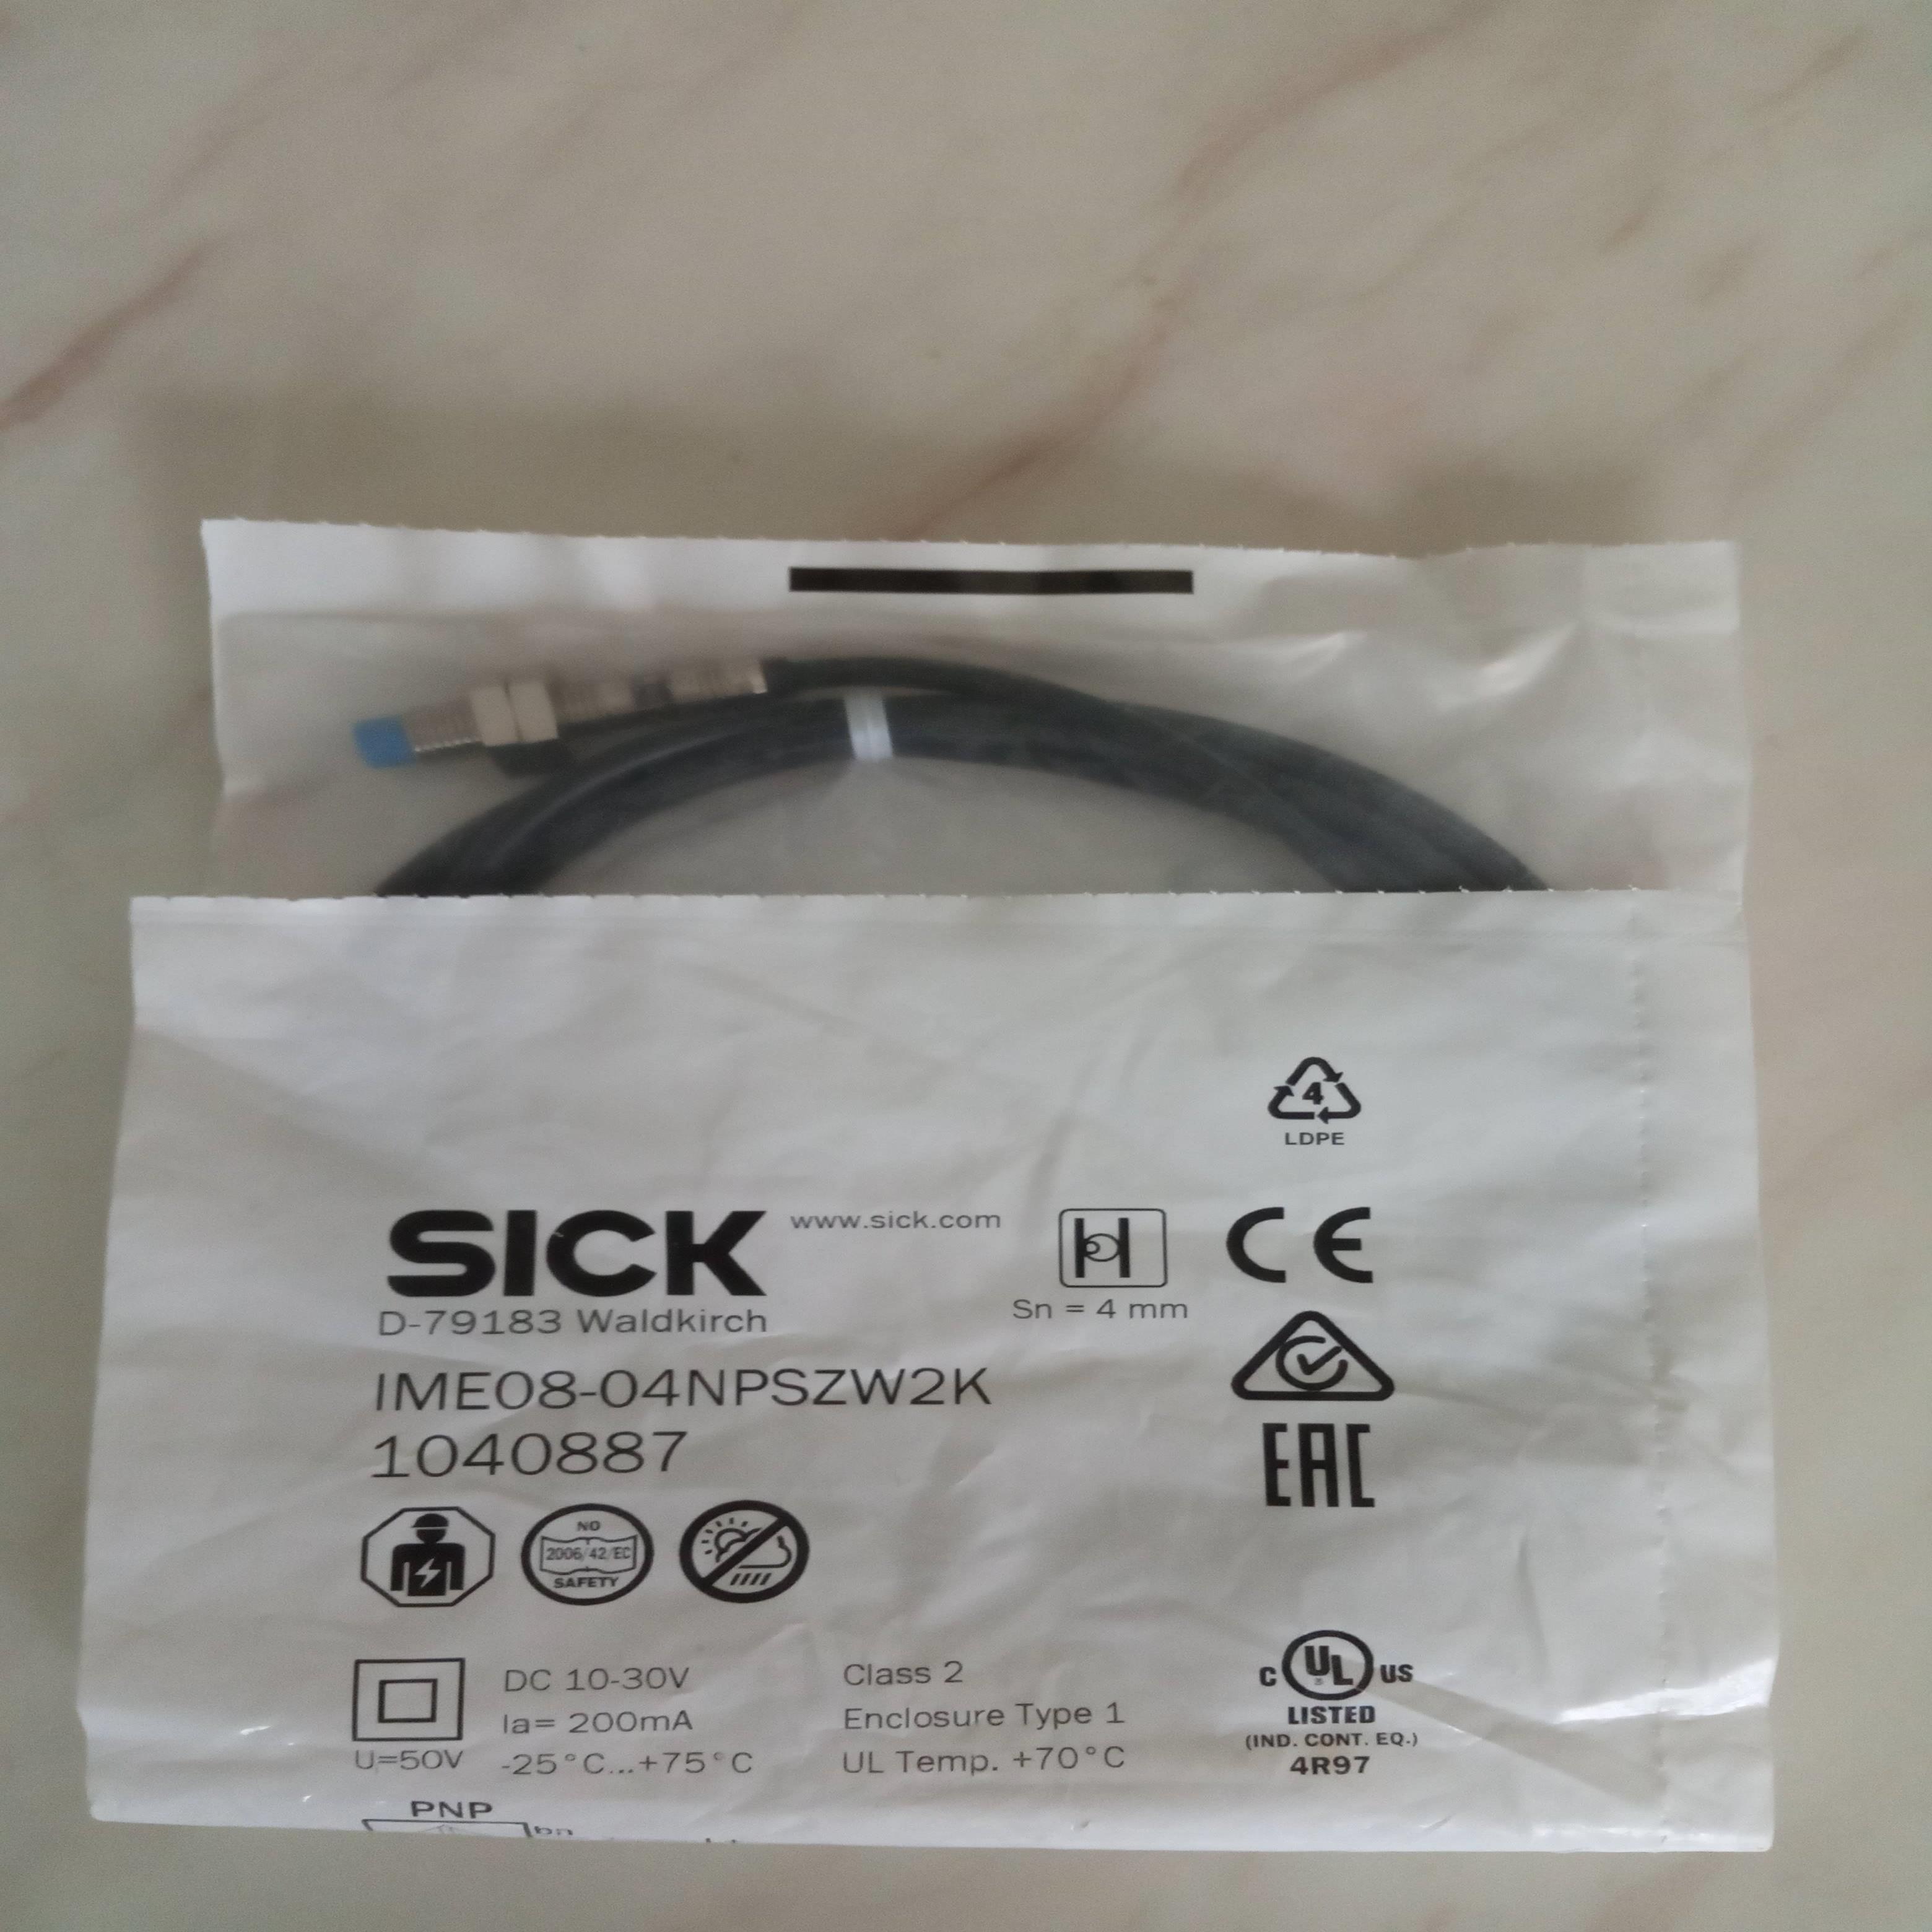 4
LDPE
SICK www.sick.com
CE
D-79183 Waldkirch
Sn = 4 mm
IME08-04NPSZW2K
1040887
EAC
NO
2006/42/EC
SAFETY
DC 10-30V
Ia= 200mA
-25°C...+75°C
U=50V
Class 2
Enclosure Type 1
UL Temp. +70°C
C UL ® US
LISTED
(IND. CONT. EQ.)
4R97
PNP
bn